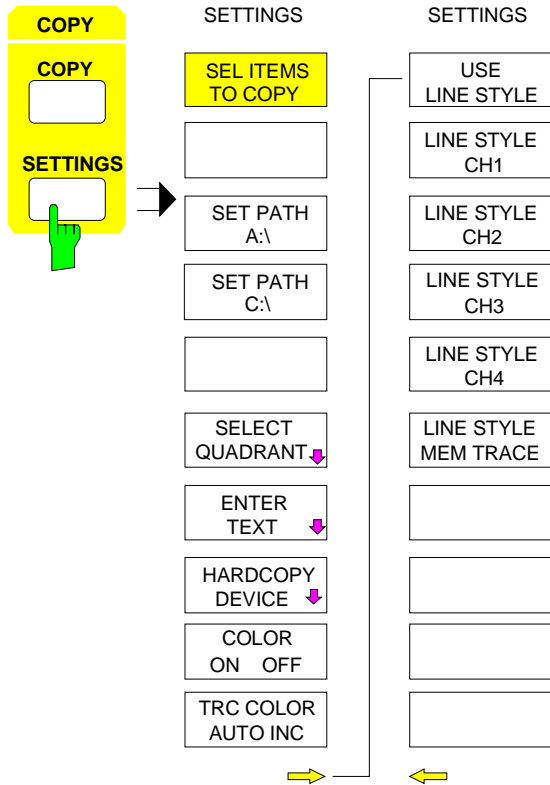 COPY
COPY
SETTINGS
SETTINGS
SEL ITEMS
TO COPY
SET PATH
A:\
SET PATH
C:\
SELECT
QUADRANT
ENTER
TEXT
HARDCOPY
DEVICE
COLOR
ON OFF
TRC COLOR
AUTO INC
SETTINGS
USE
LINE STYLE
LINE STYLE
CH1
LINE STYLE
CH2
LINE STYLE
CH3
LINE STYLE
CH4
LINE STYLE
MEM TRACE